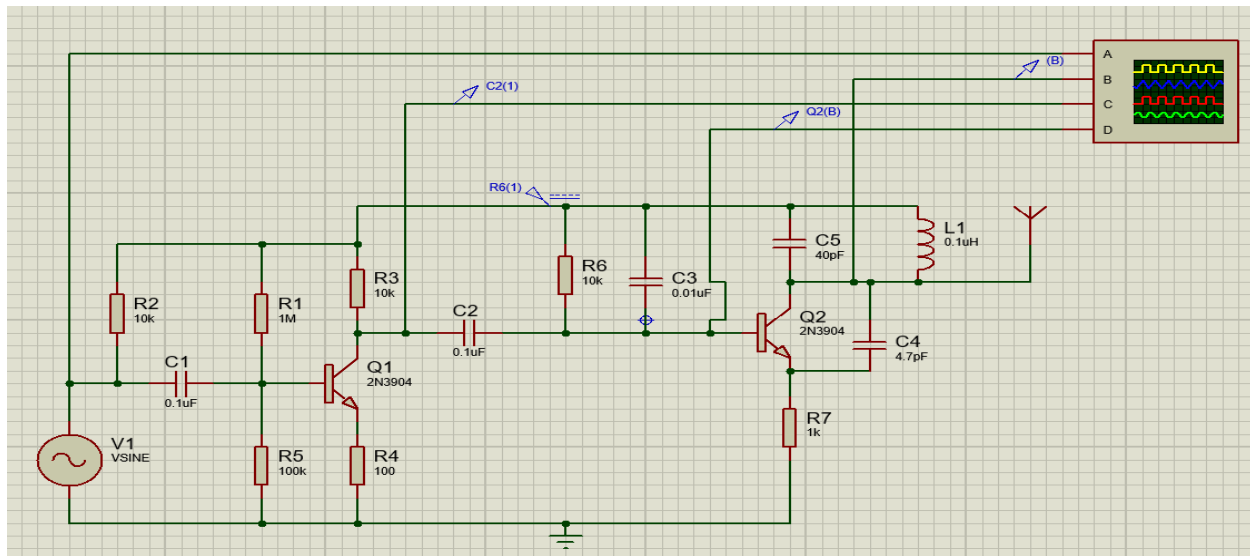 A
B
C
D
(B)
C2(1)
Q2(B)
R6(1)
C5
40pF
L1
0.1uH
R2
10k
R1
1M
R3
10k
R6
10k
C3
0.01uF
C2
0.1uF
Q2
2N3904
C4
4.7pF
C1
0.1uF
Q1
2N3904
R7
1k
V1
VSINE
R5
100k
R4
100